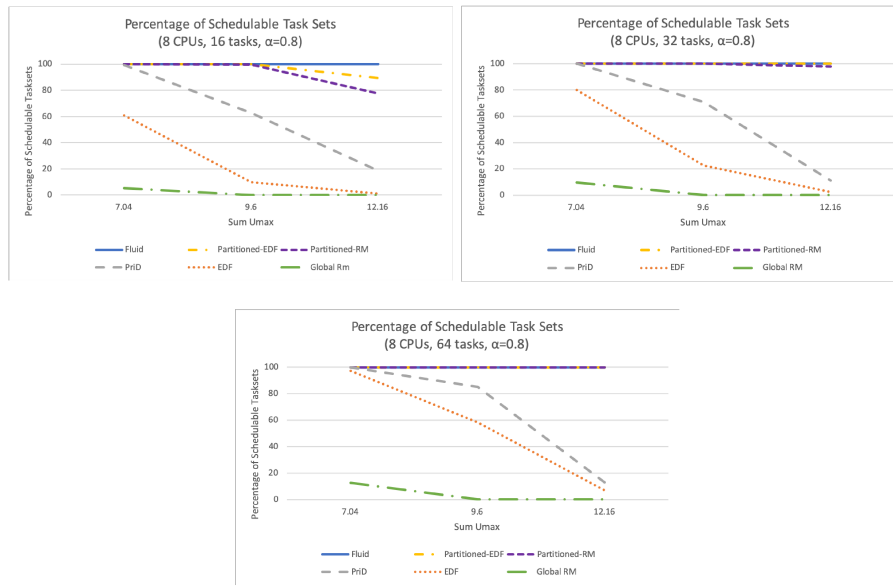 Percentage of Schedulable Task Sets
(8 CPUs, 16 tasks, α=0.8)
Percentage of Schedulable Tasksets
100
80
60
40
20
0
7.04 9.6 12.16
Sum Umax
Fluid Partitioned-EDF Partitioned-RM
PriD EDF Global Rm
Percentage of Schedulable Task Sets
(8 CPUs, 32 tasks, α=0.8)
Percentage of Schedulable Tasksets
100
80
60
40
20
0
7.04 9.6 12.16
Sum Umax
Fluid Partitioned-EDF Partitioned-RM
PriD EDF Global RM
Percentage of Schedulable Task Sets
(8 CPUs, 64 tasks, α=0.8)
Percentage of Schedulable Tasksets
100
80
60
40
20
0
7.04 9.6 12.16
Sum Umax
Fluid Partitioned-EDF Partitioned-RM
PriD EDF Global RM